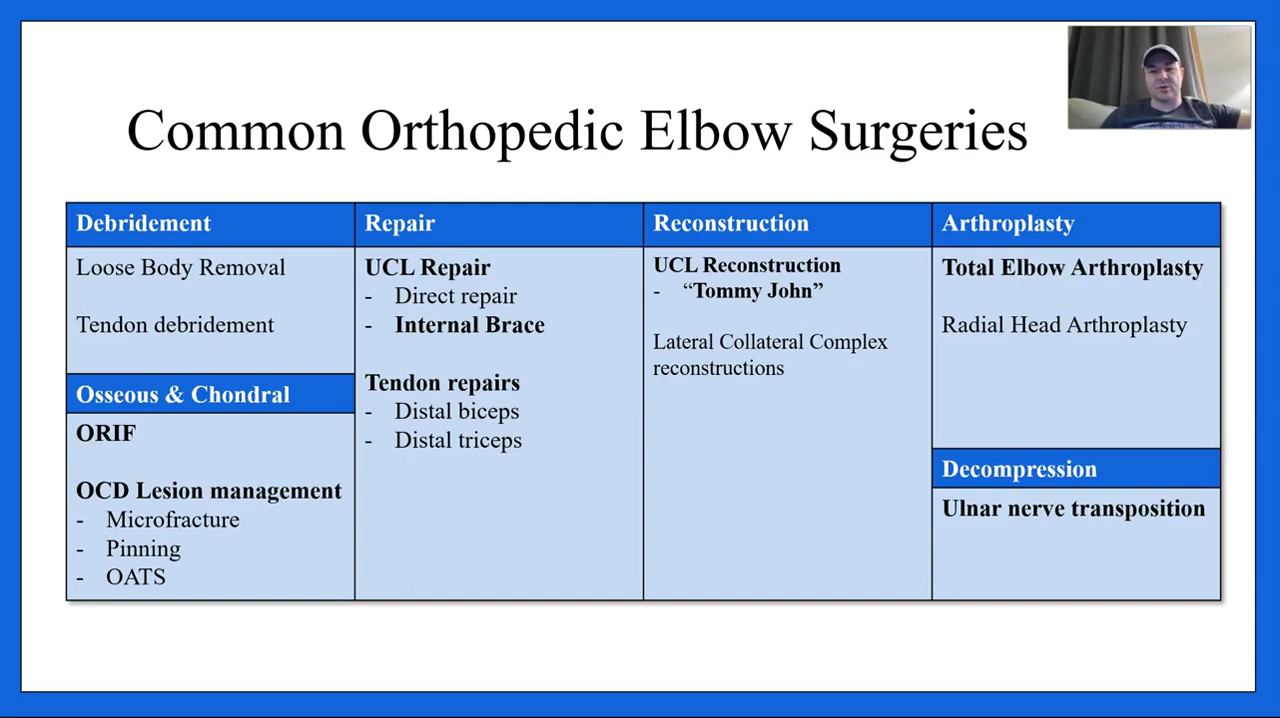 Common Orthopedic Elbow Surgeries
Debridement
Loose Body Removal
Tendon debridement
Osseous & Chondral
ORIF
OCD Lesion management
- Microfracture
- Pinning
- OATS
Repair
UCL Repair
- Direct repair
- Internal Brace
Tendon repairs
- Distal biceps
- Distal triceps
Reconstruction
UCL Reconstruction
- “Tommy John”
Lateral Collateral Complex
reconstructions
Arthroplasty
Total Elbow Arthroplasty
Radial Head Arthroplasty
Decompression
Ulnar nerve transposition